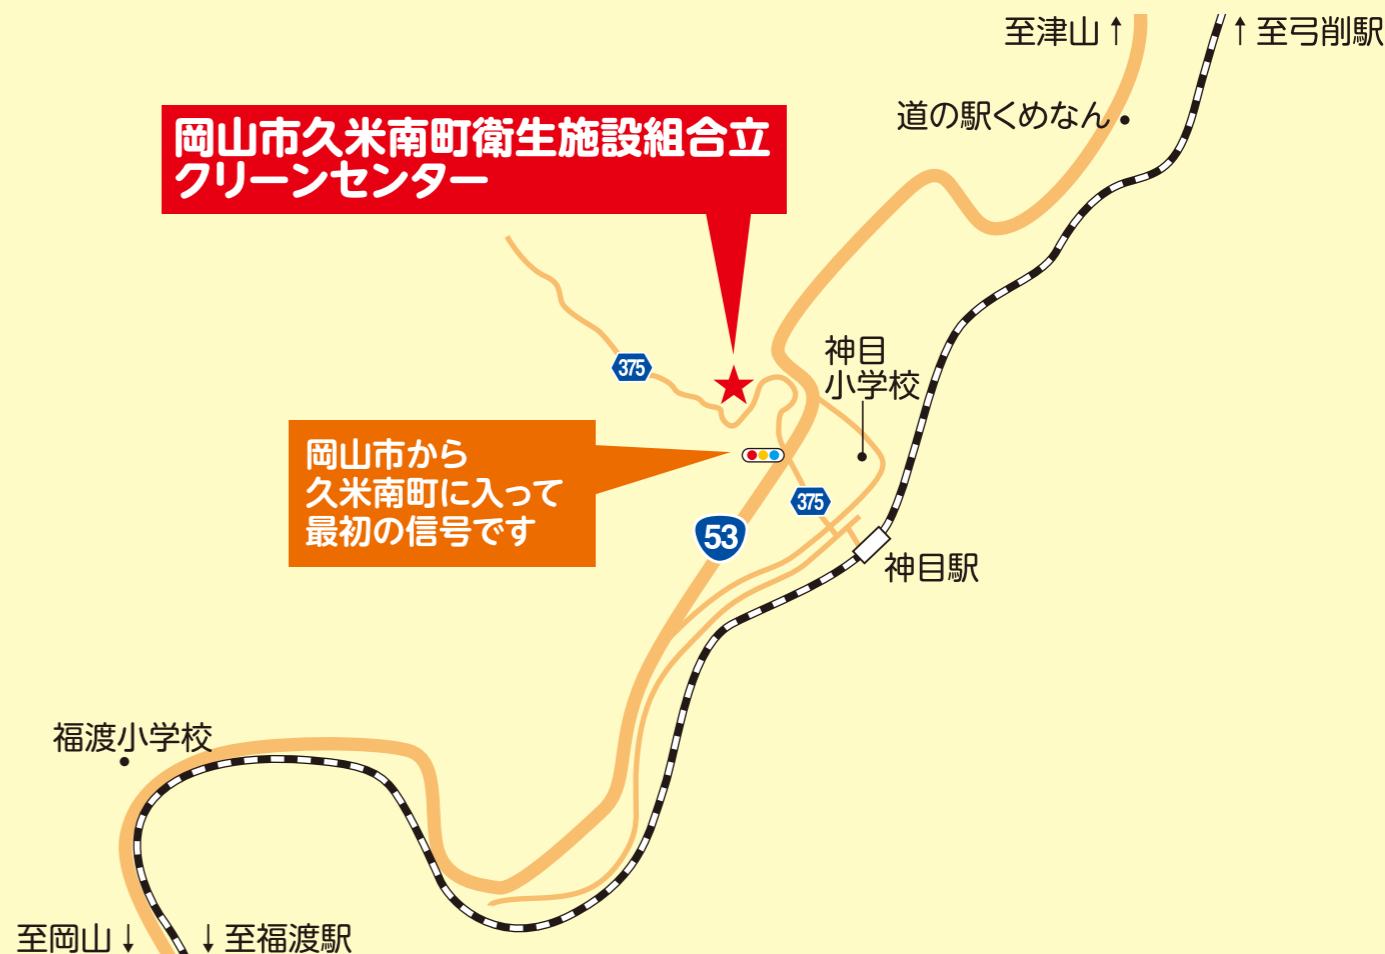 至津山↑
↑至弓削駅
道の駅くめなん
岡山市久米南町衛生施設組合立
クリーンセンター
神目
小学校
375
岡山市から
久米南町に入って
最初の信号です
375
53
神目駅
福渡小学校
至岡山↓
↓至福渡駅